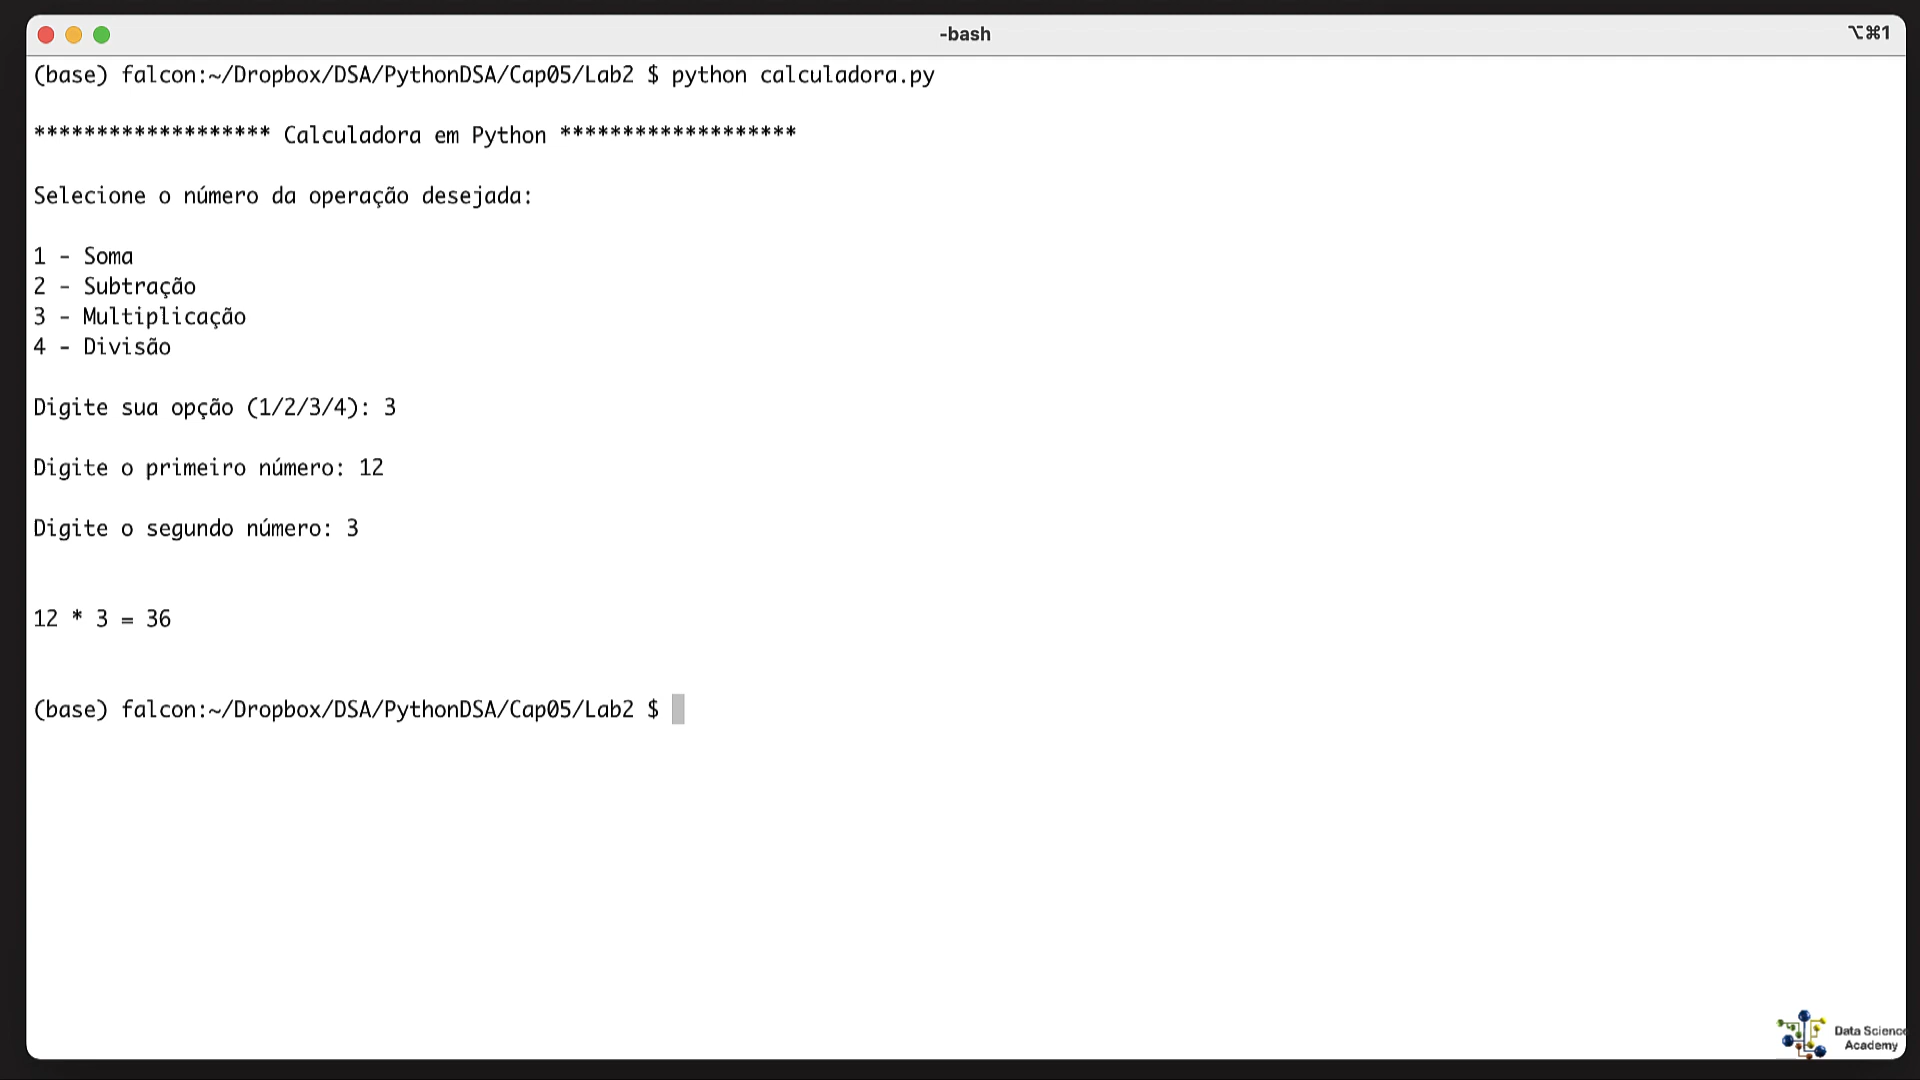 -bash
⌥⌘1
(base) falcon:~/Dropbox/DSA/PythonDSA/Cap05/Lab2 $ python calculadora.py
******************* Calculadora em Python *******************
Selecione o número da operação desejada:
1 - Soma
2 - Subtração
3 - Multiplicação
4 - Divisão
Digite sua opção (1/2/3/4): 3
Digite o primeiro número: 12
Digite o segundo número: 3
12 * 3 = 36
(base) falcon:~/Dropbox/DSA/PythonDSA/Cap05/Lab2 $
Data Science
Academy